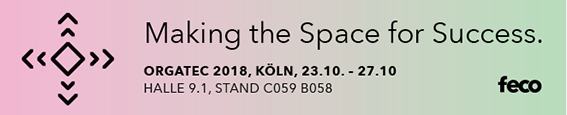 Making the Space for Success.
ORGATEC 2018, KÖLN, 23.10. - 27.10
HALLE 9.1, STAND C059 B058
feco